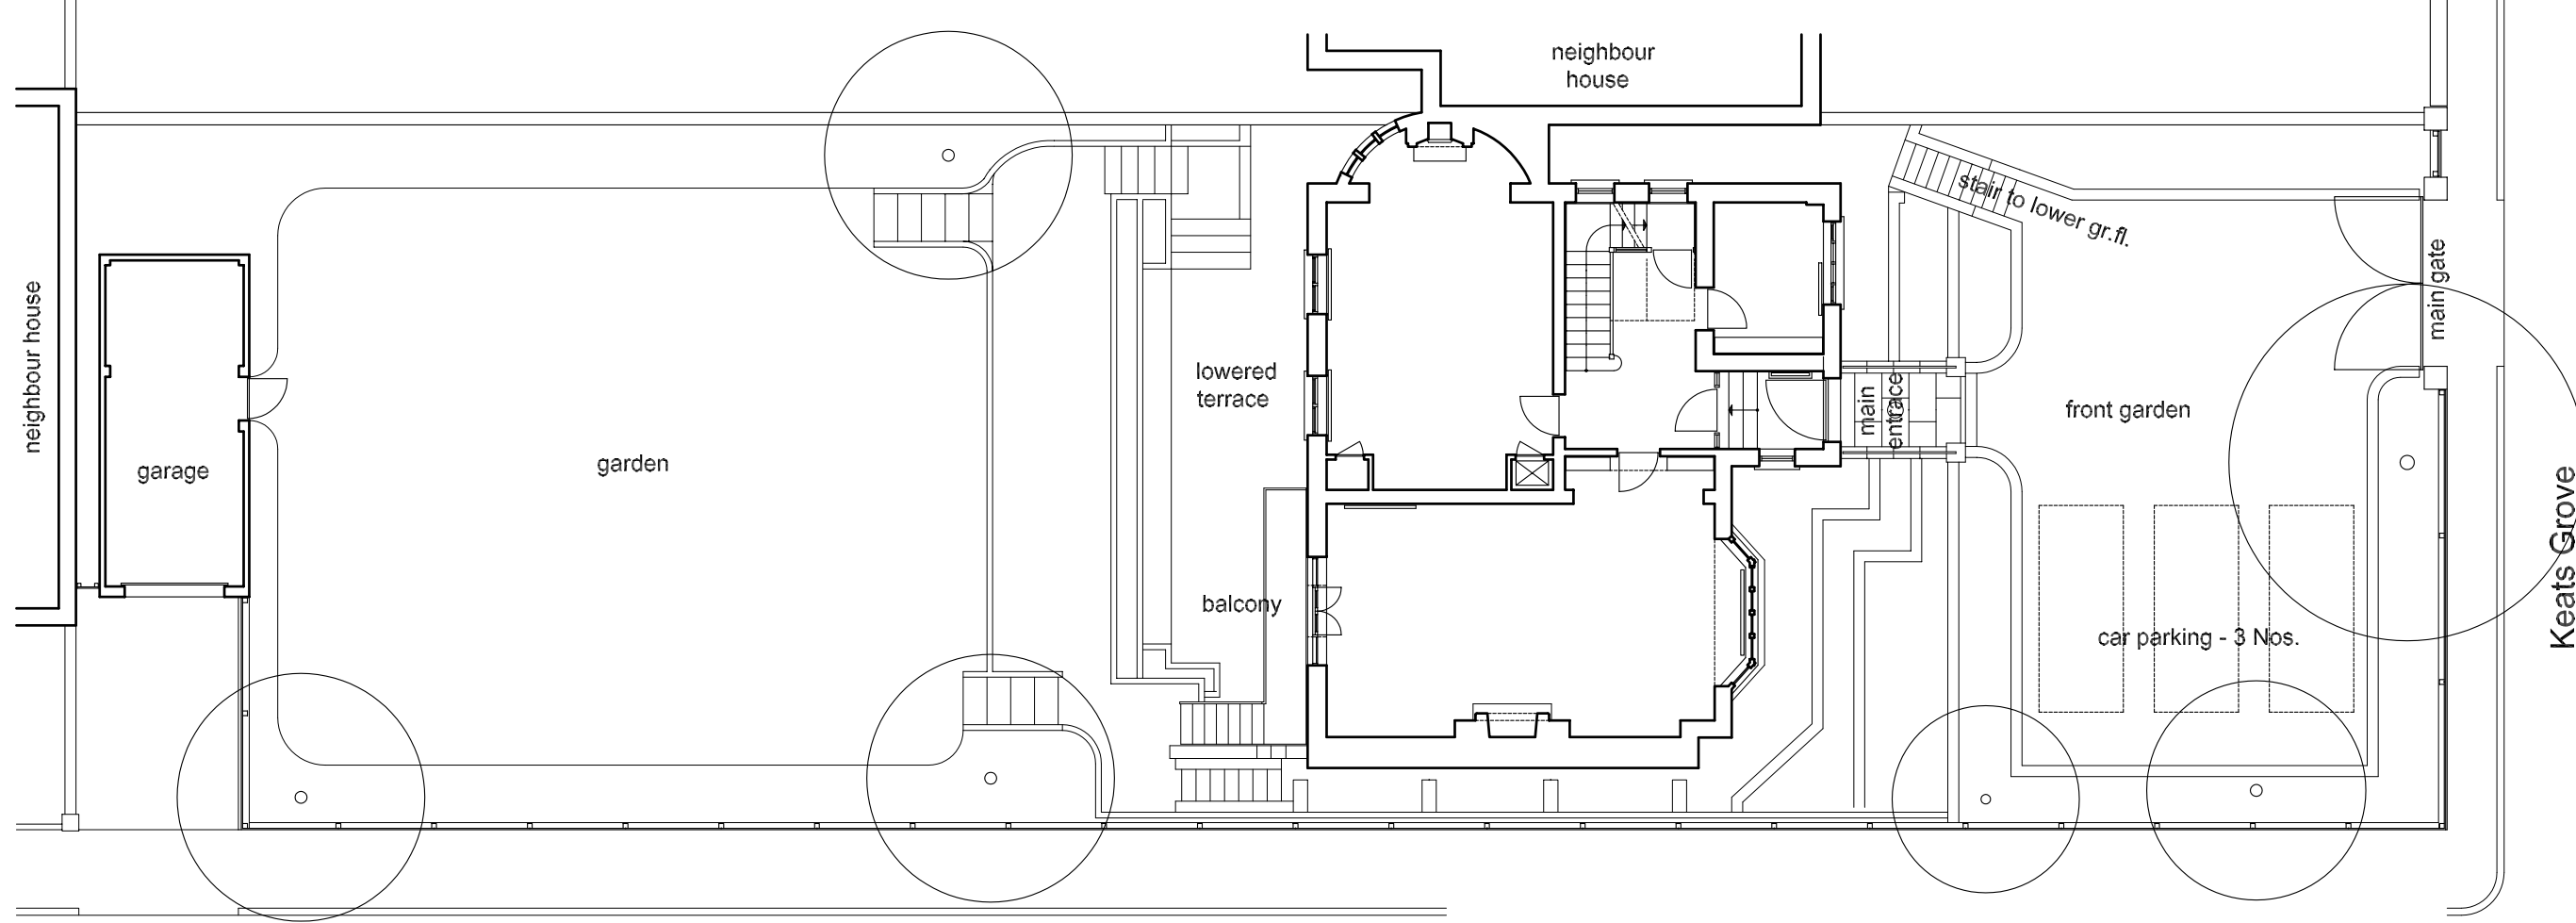 neighbour
house
stair to lower gr.fl.
main gate
neighbour house
garage
garden
lowered
terrace
balcony
main
entrace
front garden
car parking - 3 Nos.
Keats Grove